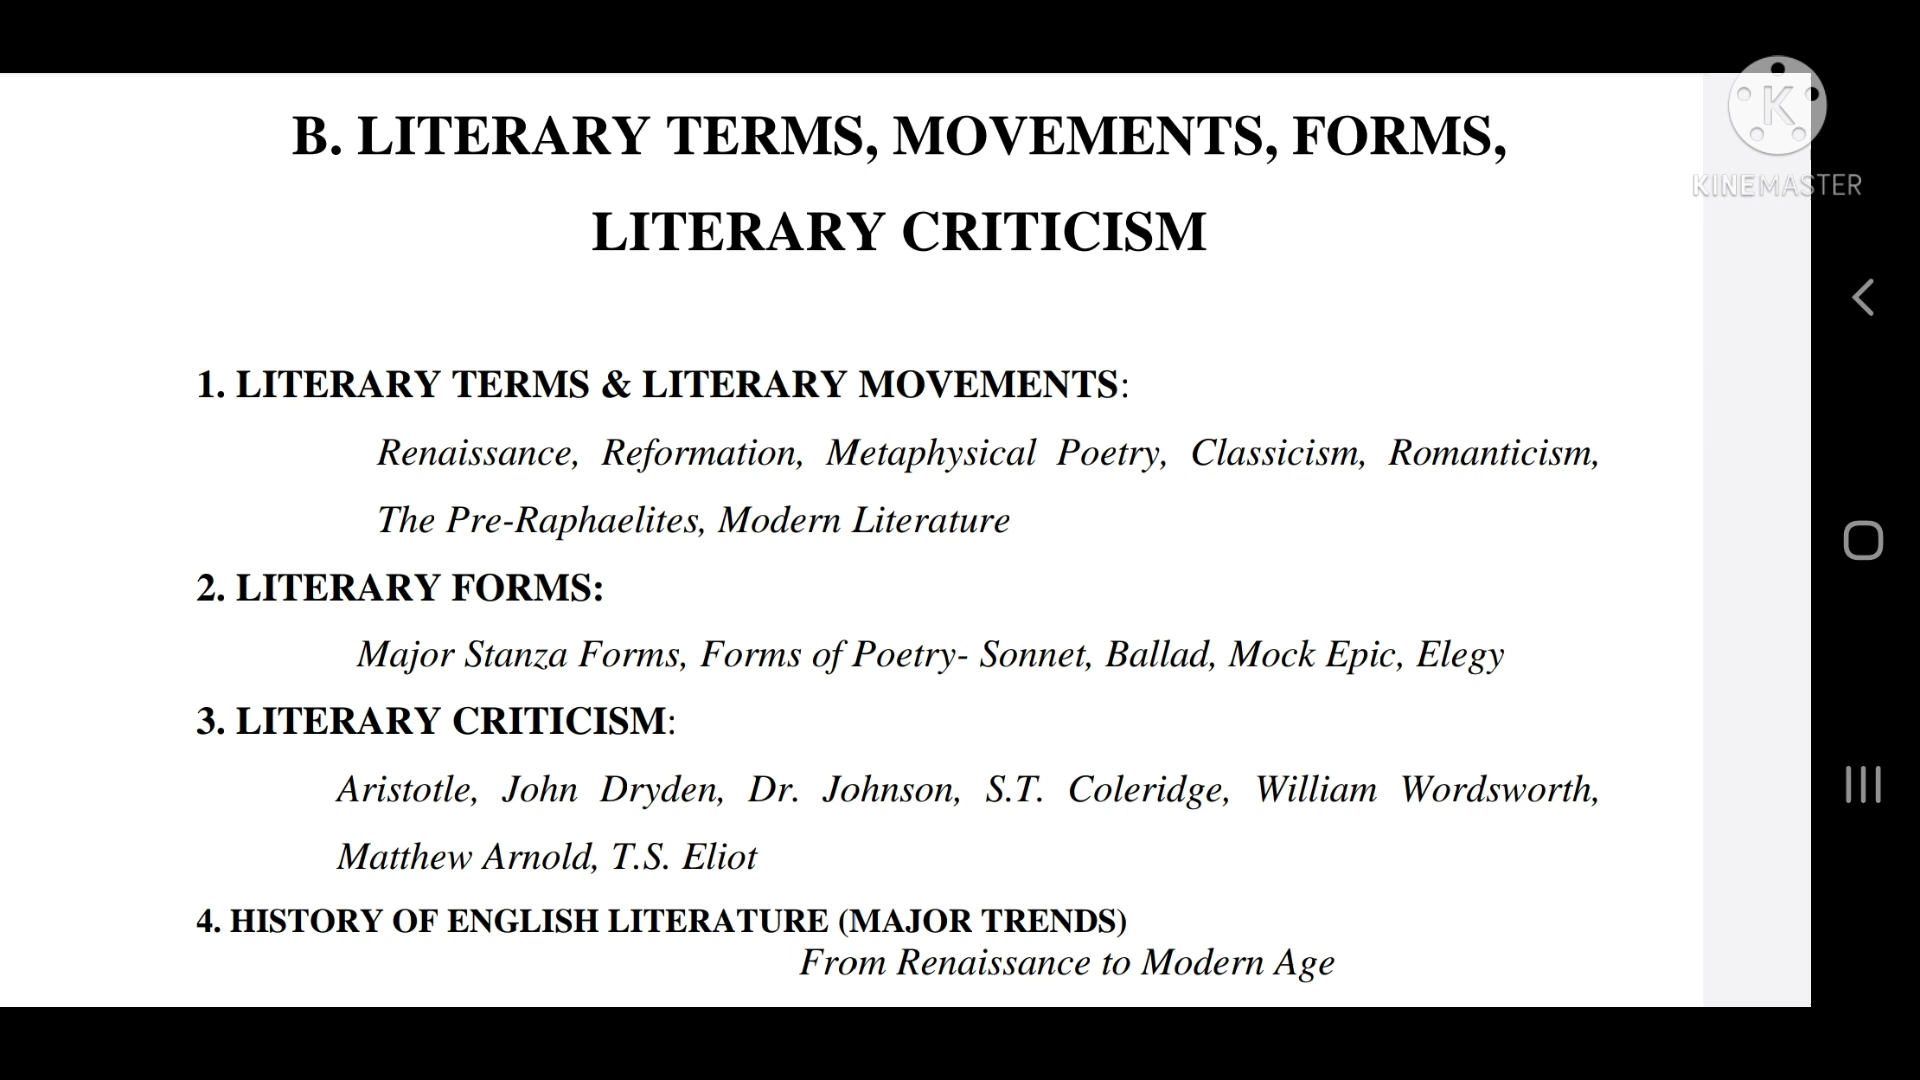 B. LITERARY TERMS, MOVEMENTS, FORMS,
LITERARY CRITICISM
1. LITERARY TERMS & LITERARY MOVEMENTS:
Renaissance, Reformation, Metaphysical Poetry, Classicism, Romanticism,
The Pre-Raphaelites, Modern Literature
2. LITERARY FORMS:
Major Stanza Forms, Forms of Poetry- Sonnet, Ballad, Mock Epic, Elegy
3. LITERARY CRITICISM:
Aristotle, John Dryden, Dr. Johnson, S.T. Coleridge, William Wordsworth,
Matthew Arnold, T.S. Eliot
4. HISTORY OF ENGLISH LITERATURE (MAJOR TRENDS)
From Renaissance to Modern Age
K
KINEMASTER